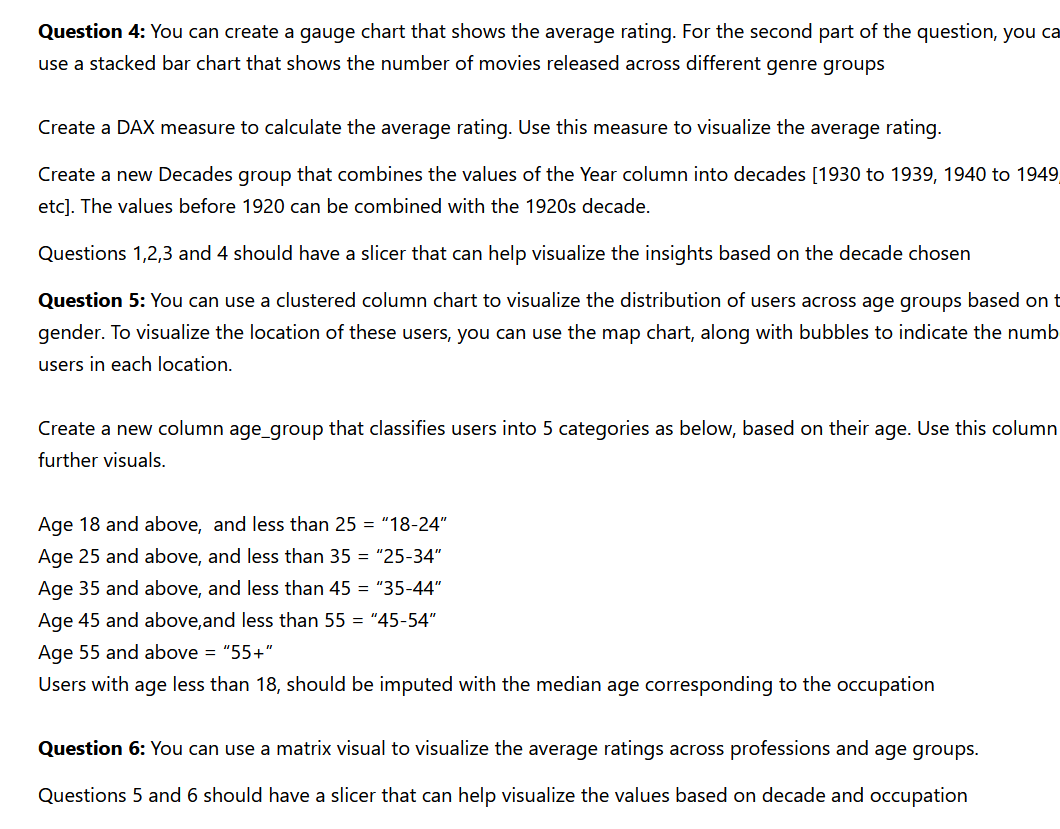 Question 4: You can create a gauge chart that shows the average rating. For the second part of the question, you ca
use a stacked bar chart that shows the number of movies released across different genre groups
Create a DAX measure to calculate the average rating. Use this measure to visualize the average rating.
Create a new Decades group that combines the values of the Year column into decades [1930 to 1939, 1940 to 1949,
etc]. The values before 1920 can be combined with the 1920s decade.
Questions 1,2,3 and 4 should have a slicer that can help visualize the insights based on the decade chosen
Question 5: You can use a clustered column chart to visualize the distribution of users across age groups based on t
gender. To visualize the location of these users, you can use the map chart, along with bubbles to indicate the numb
users in each location.
Create a new column age_group that classifies users into 5 categories as below, based on their age. Use this column
further visuals.
Age 18 and above,  and less than 25 = “18-24”
Age 25 and above, and less than 35 = “25-34”
Age 35 and above, and less than 45 = “35-44”
Age 45 and above,and less than 55 = “45-54”
Age 55 and above = “55+”
Users with age less than 18, should be imputed with the median age corresponding to the occupation
Question 6: You can use a matrix visual to visualize the average ratings across professions and age groups.
Questions 5 and 6 should have a slicer that can help visualize the values based on decade and occupation